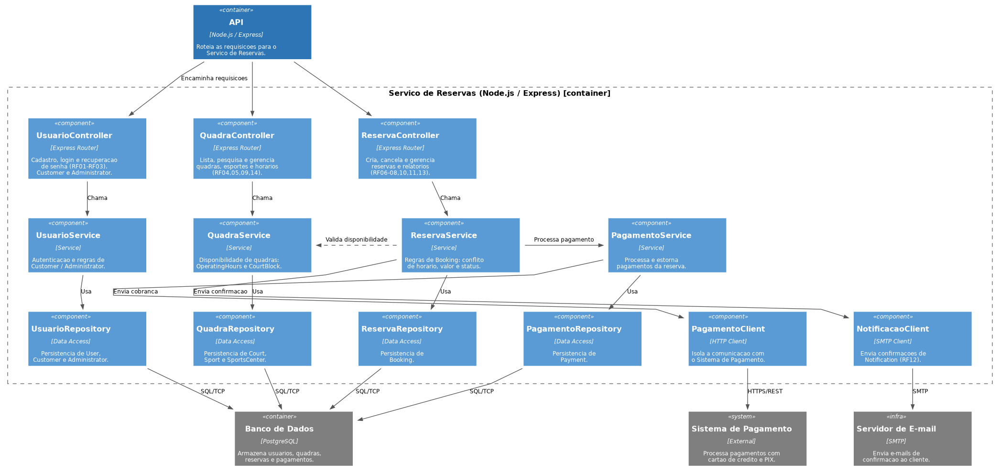 «container»
API
[Node.js / Express]
Roteia as requisicoes para o
Servico de Reservas.
Encaminha requisicoes
Servico de Reservas (Node.js / Express) [container]
«component»
UsuarioController
[Express Router]
Cadastro, login e recuperacao
de senha (RF01-RF03).
Customer e Administrator.
«component»
QuadraController
[Express Router]
Lista, pesquisa e gerencia
quadras, esportes e horarios
(RF04,05,09,14).
«component»
ReservaController
[Express Router]
Cria, cancela e gerencia
reservas e relatorios
(RF06-08,10,11,13).
Chama
Chama
Chama
«component»
UsuarioService
[Service]
Autenticacao e regras de
Customer / Administrator.
«component»
QuadraService
[Service]
Disponibilidade de quadras:
OperatingHours e CourtBlock.
Valida disponibilidade
«component»
ReservaService
[Service]
Regras de Booking: conflito
de horario, valor e status.
Processa pagamento
«component»
PagamentoService
[Service]
Processa e estorna
pagamentos da reserva.
Usa
Envia cobranca
Envia confirmacao
Usa
Usa
Usa
«component»
UsuarioRepository
[Data Access]
Persistencia de User,
Customer e Administrator.
«component»
QuadraRepository
[Data Access]
Persistencia de Court,
Sport e SportsCenter.
«component»
ReservaRepository
[Data Access]
Persistencia de
Booking.
«component»
PagamentoRepository
[Data Access]
Persistencia de
Payment.
«component»
PagamentoClient
[HTTP Client]
Isola a comunicacao com
o Sistema de Pagamento.
«component»
NotificacaoClient
[SMTP Client]
Envia confirmacoes de
Notification (RF12).
SQL/TCP
SQL/TCP
SQL/TCP
SQL/TCP
HTTPS/REST
SMTP
«container»
Banco de Dados
[PostgreSQL]
Armazena usuarios, quadras,
reservas e pagamentos.
«system»
Sistema de Pagamento
[External]
Processa pagamentos com
cartao de credito e PIX.
«infra»
Servidor de E-mail
[SMTP]
Envia e-mails de
confirmacao ao cliente.